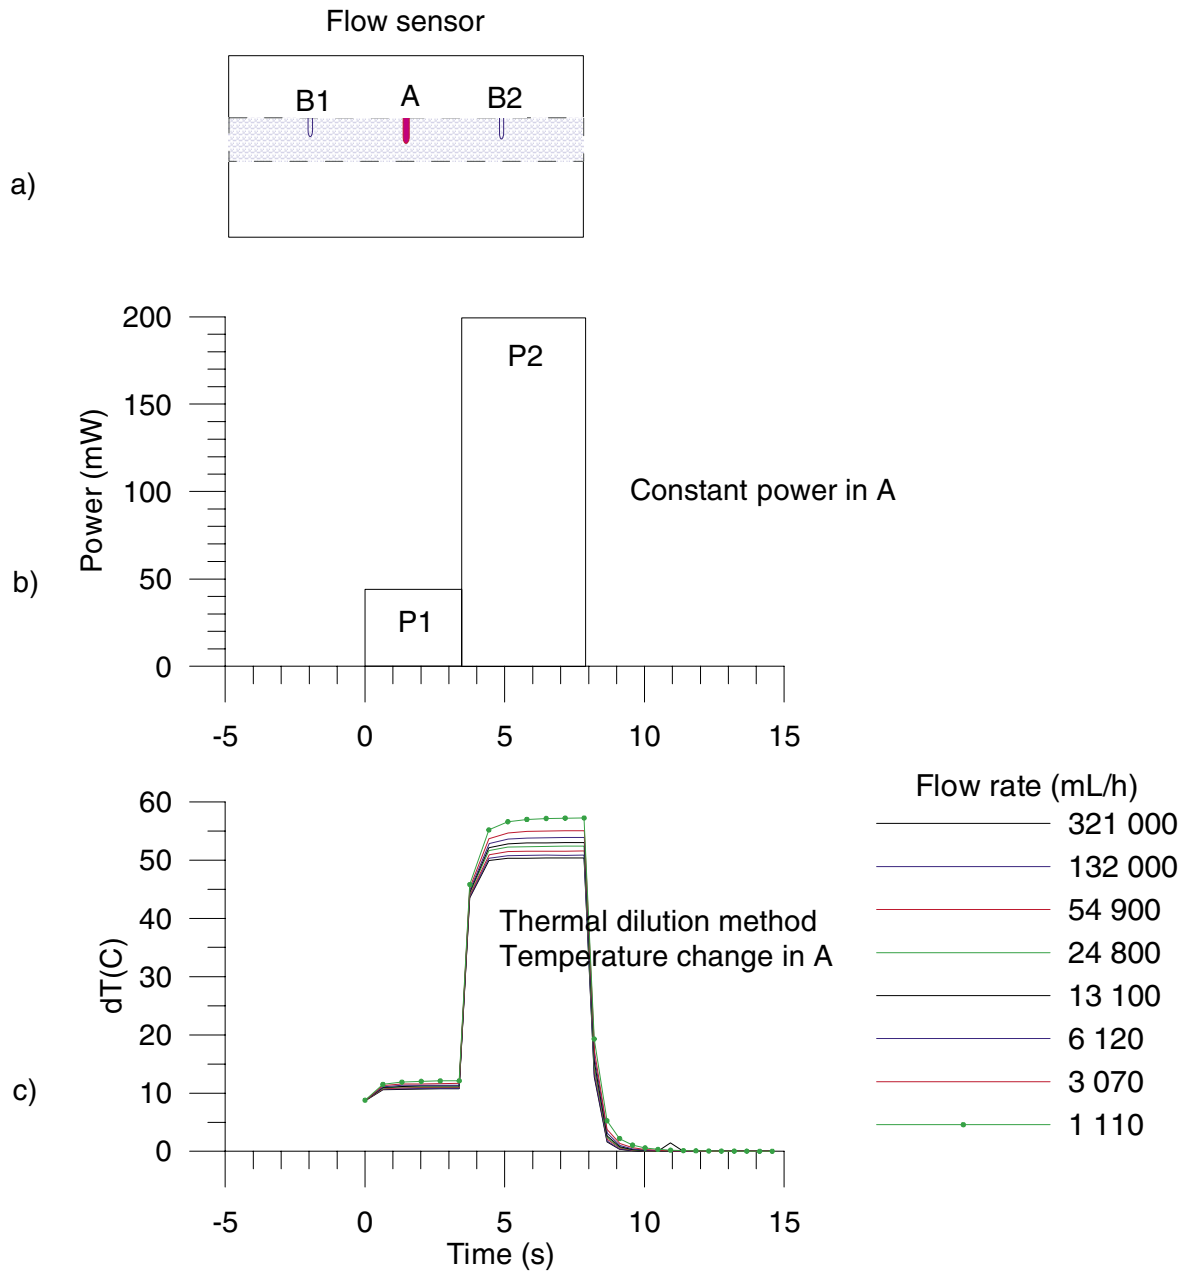 Flow sensor
B1 A B2
a)
200
150
100
50
0
Power (mW)
P2
P1
Constant power in A
b)
-5 0 5 10 15
60
50
40
30
20
10
0
dT(C)
Thermal dilution method
Temperature change in A
c)
-5 0 5 10 15
Time (s)
Flow rate (mL/h)
321 000
132 000
54 900
24 800
13 100
6 120
3 070
1 110